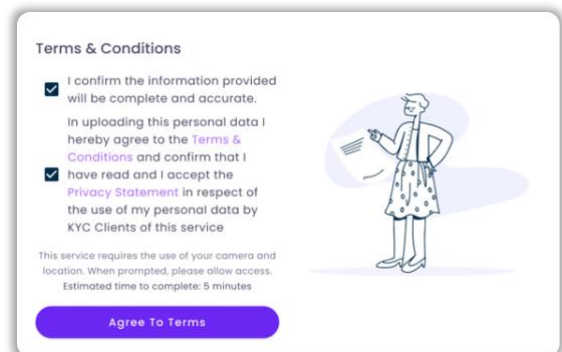 Terms & Conditions
I confirm the information provided
will be complete and accurate.
In uploading this personal data I
hereby agree to the Terms &
Conditions and confirm that I
have read and I accept the
Privacy Statement in respect of
the use of my personal data by
KYC Clients of this service
This service requires the use of your camera and
location. When prompted, please allow access.
Estimated time to complete: 5 minutes
Agree To Terms